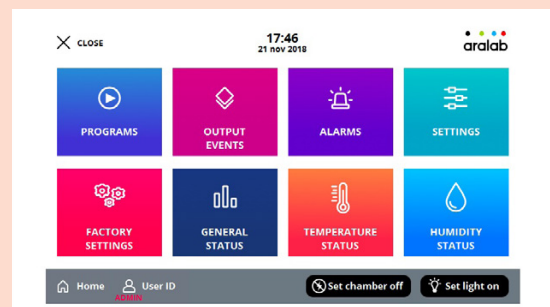 CLOSE
17:46
21 nov 2018
aralab
PROGRAMS
OUTPUT
EVENTS
ALARMS
SETTINGS
FACTORY
SETTINGS
GENERAL
STATUS
TEMPERATURE
STATUS
HUMIDITY
STATUS
Home
User ID
ADMIN
Set chamber off
Set light on